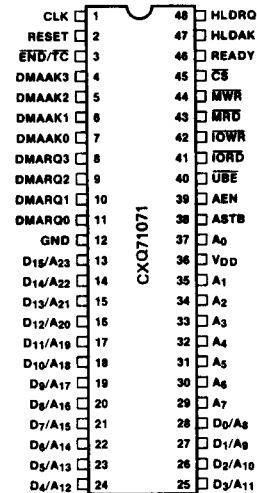 CLK 1 48 HLDRQ
RESET 2 47 HLDAK
END/TC 3 46 READY
DMAAK3 4 45 CS
DMAAK2 5 44 MWR
DMAAK1 6 43 MRD
DMAAK0 7 42 IOWR
DMARQ3 8 41 IORD
DMARQ2 9 40 UBE
DMARQ1 10 39 AEN
DMARQ0 11 38 ASTB
GND 12 37 A0
D15/A23 13 36 VDD
D14/A22 14 35 A1
D13/A21 15 34 A2
D12/A20 16 33 A3
D11/A19 17 32 A4
D10/A18 18 31 A5
D9/A17 19 30 A6
D8/A16 20 29 A7
D7/A15 21 28 D0/A8
D6/A14 22 27 D1/A9
D5/A13 23 26 D2/A10
D4/A12 24 25 D3/A11
CXQ71071